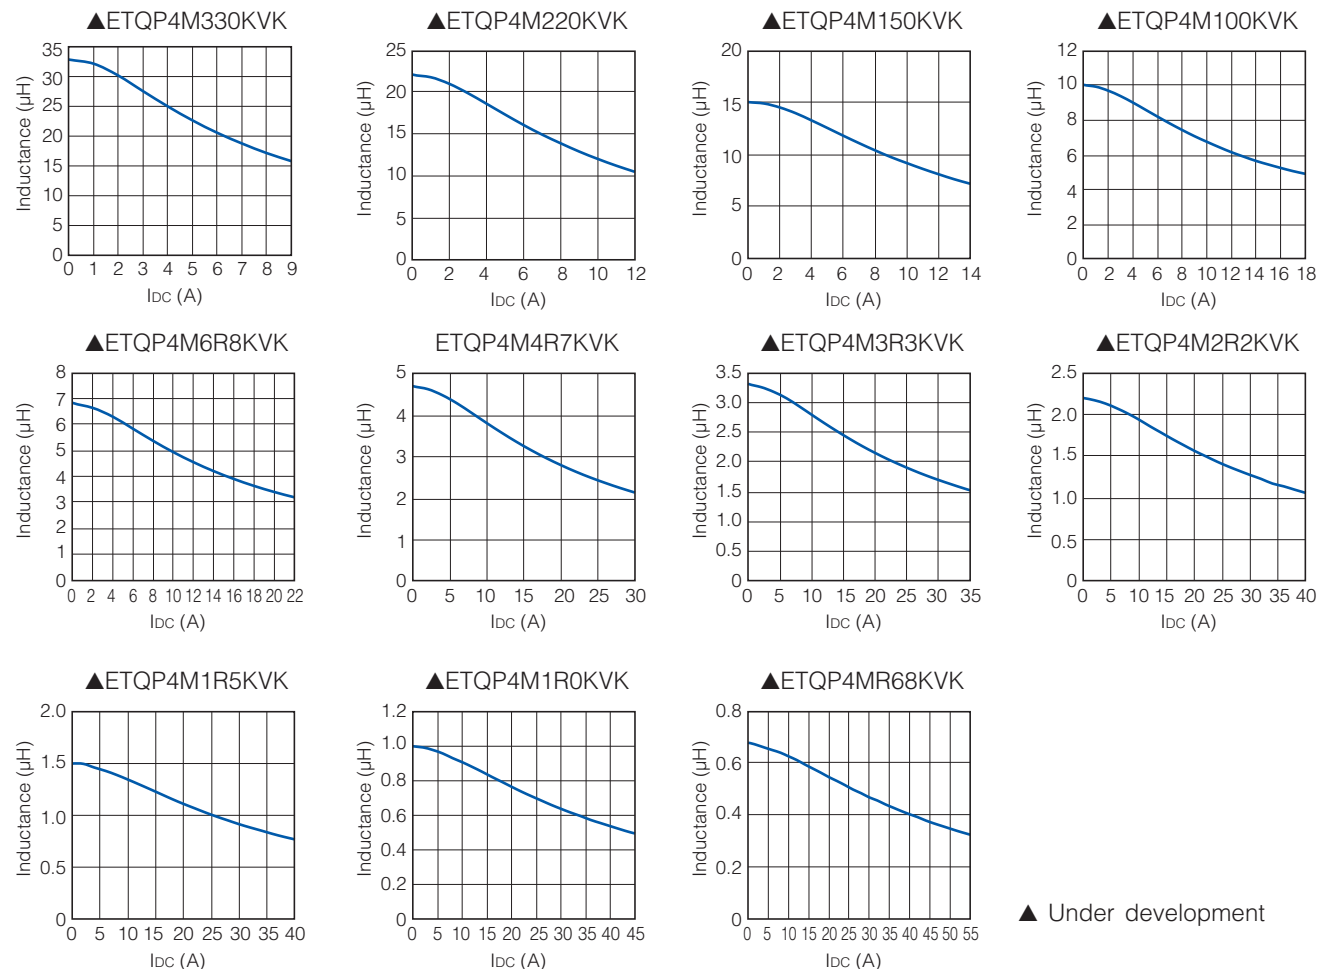 ▲ETQP4M330KVK
▲ETQP4M220KVK
▲ETQP4M150KVK
▲ETQP4M100KVK
Inductance (µH)
35
30
25
20
15
10
5
0
0 1 2 3 4 5 6 7 8 9
IDC (A)
Inductance (µH)
25
20
15
10
5
0
0 2 4 6 8 10 12
IDC (A)
Inductance (µH)
20
15
10
5
0
0 2 4 6 8 10 12 14
IDC (A)
Inductance (µH)
12
10
8
6
4
2
0
0 2 4 6 8 10 12 14 16 18
IDC (A)
▲ETQP4M6R8KVK
ETQP4M4R7KVK
▲ETQP4M3R3KVK
▲ETQP4M2R2KVK
Inductance (µH)
8
7
6
5
4
3
2
1
0
0 2 4 6 8 10 12 14 16 18 20 22
IDC (A)
Inductance (µH)
5
4
3
2
1
0
0 5 10 15 20 25 30
IDC (A)
Inductance (µH)
3.5
3.0
2.5
2.0
1.5
1.0
0.5
0
0 5 10 15 20 25 30 35
IDC (A)
Inductance (µH)
2.5
2.0
1.5
1.0
0.5
0
0 5 10 15 20 25 30 35 40
IDC (A)
▲ETQP4M1R5KVK
▲ETQP4M1R0KVK
▲ETQP4MR68KVK
Inductance (µH)
2.0
1.5
1.0
0.5
0
0 5 10 15 20 25 30 35 40
IDC (A)
Inductance (µH)
1.2
1.0
0.8
0.6
0.4
0.2
0
0 5 10 15 20 25 30 35 40 45
IDC (A)
Inductance (µH)
0.8
0.6
0.4
0.2
0
0 5 10 15 20 25 30 35 40 45 50 55
IDC (A)
▲ Under development